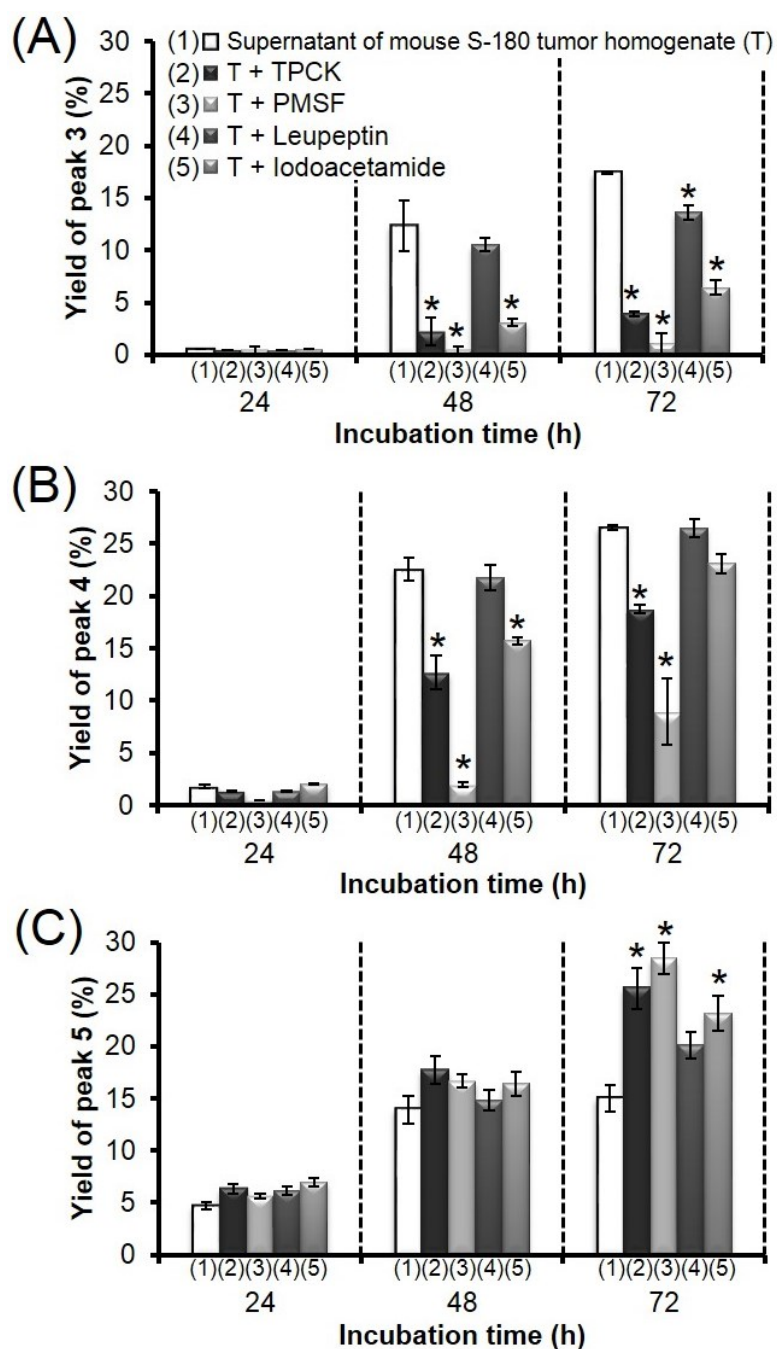 (A)
(1) Supernatant of mouse S-180 tumor homogenate (T)
(2) T + TPCK
(3) T + PMSF
(4) T + Leupeptin
(5) T + Iodoacetamide
Yield of peak 3 (%)
30
25
20
15
10
5
0
* * * * * * *
(1)(2)(3)(4)(5) (1)(2)(3)(4)(5) (1)(2)(3)(4)(5)
24 48 72
Incubation time (h)
(B)
Yield of peak 4 (%)
30
25
20
15
10
5
0
* * * * *
(1)(2)(3)(4)(5) (1)(2)(3)(4)(5) (1)(2)(3)(4)(5)
24 48 72
Incubation time (h)
(C)
Yield of peak 5 (%)
30
25
20
15
10
5
0
* * *
(1)(2)(3)(4)(5) (1)(2)(3)(4)(5) (1)(2)(3)(4)(5)
24 48 72
Incubation time (h)